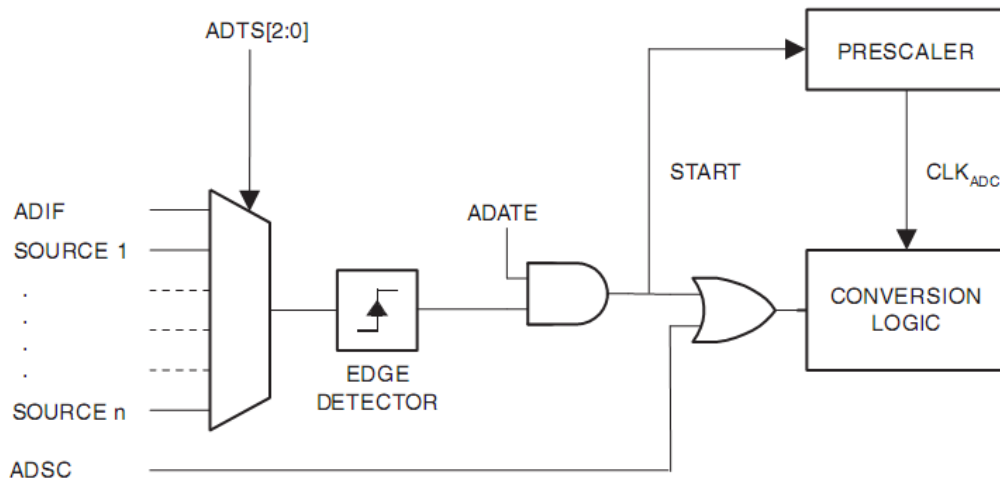 ADTS[2:0]
PRESCALER
START
CLKADC
ADIF
ADATE
SOURCE 1
.
.
.
.
CONVERSION
LOGIC
EDGE
DETECTOR
SOURCE n
ADSC